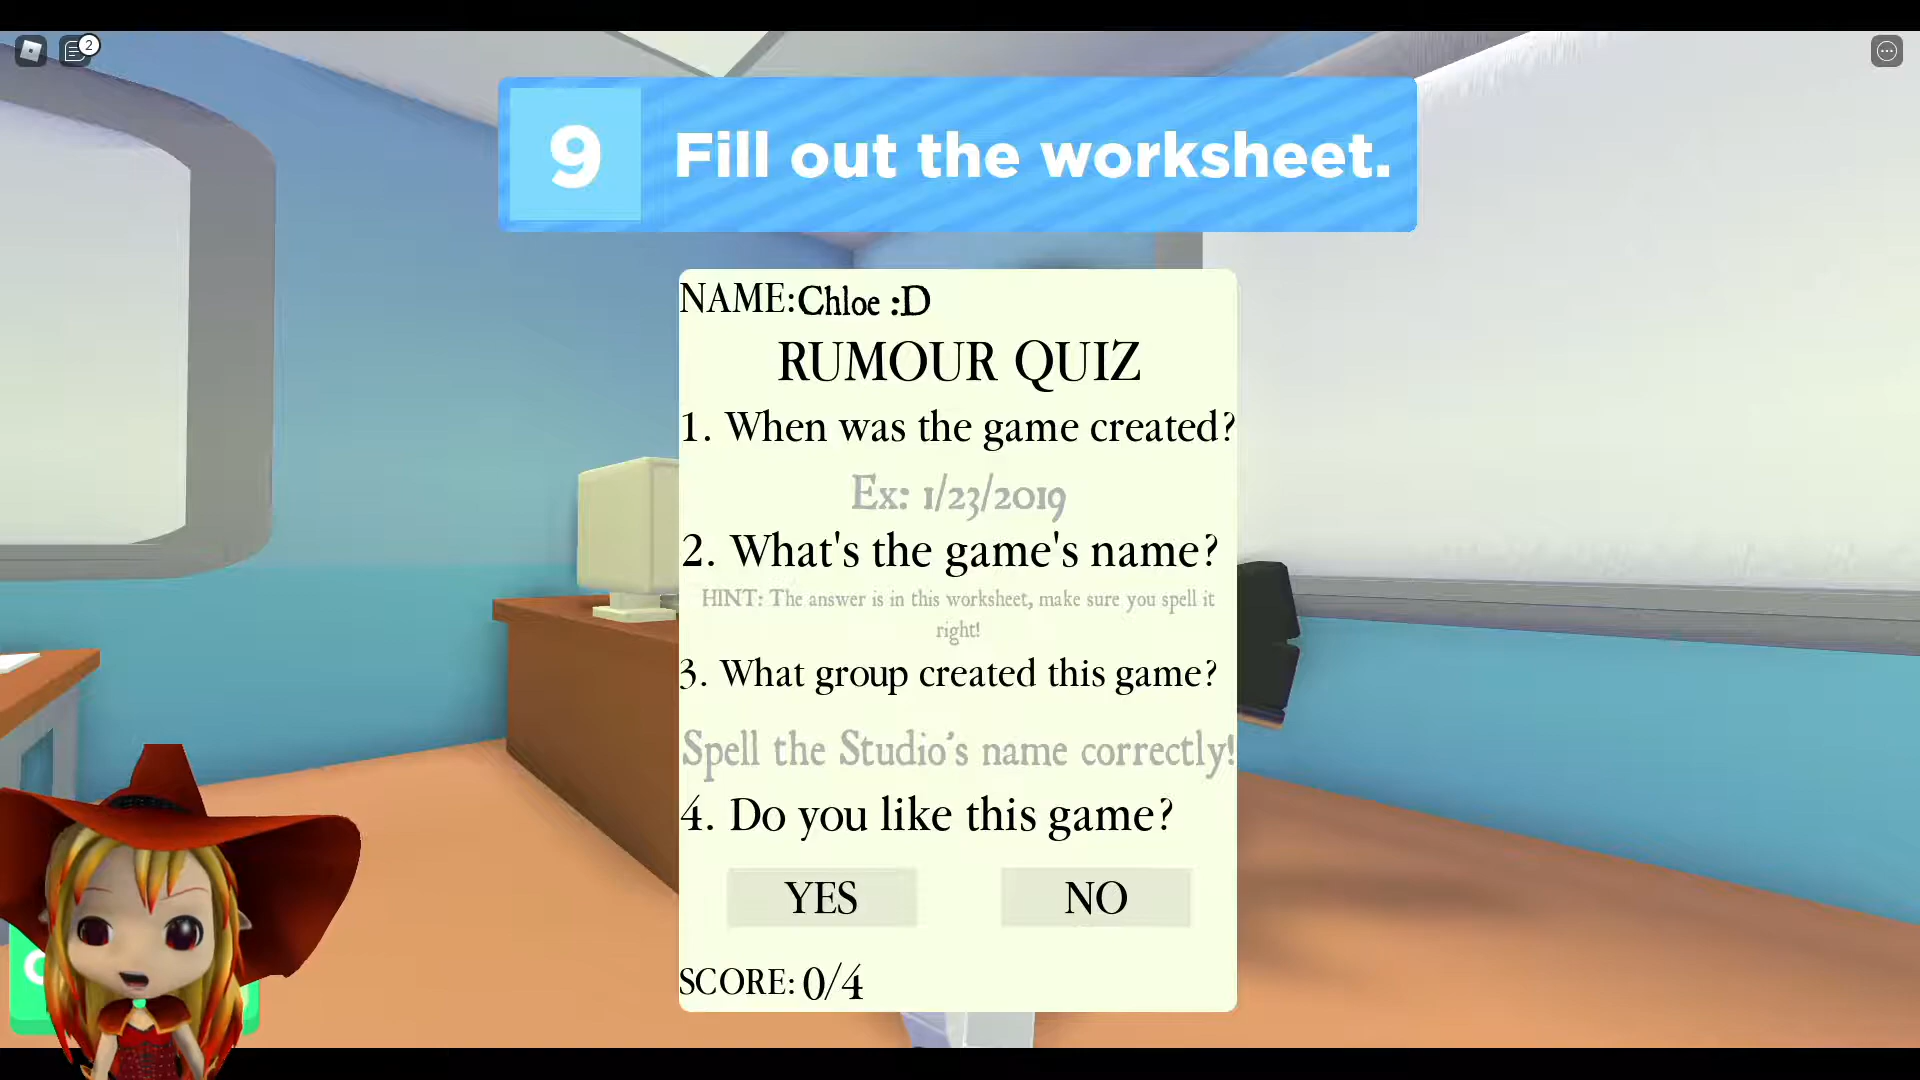 2
9 Fill out the worksheet.
NAME:Chloe :D
RUMOUR QUIZ
1. When was the game created?
Ex: 1/23/2019
2. What's the game's name?
HINT: The answer is in this worksheet, make sure you spell it
right!
3. What group created this game?
Spell the Studio's name correctly!
4. Do you like this game?
YES NO
SCORE: 0/4